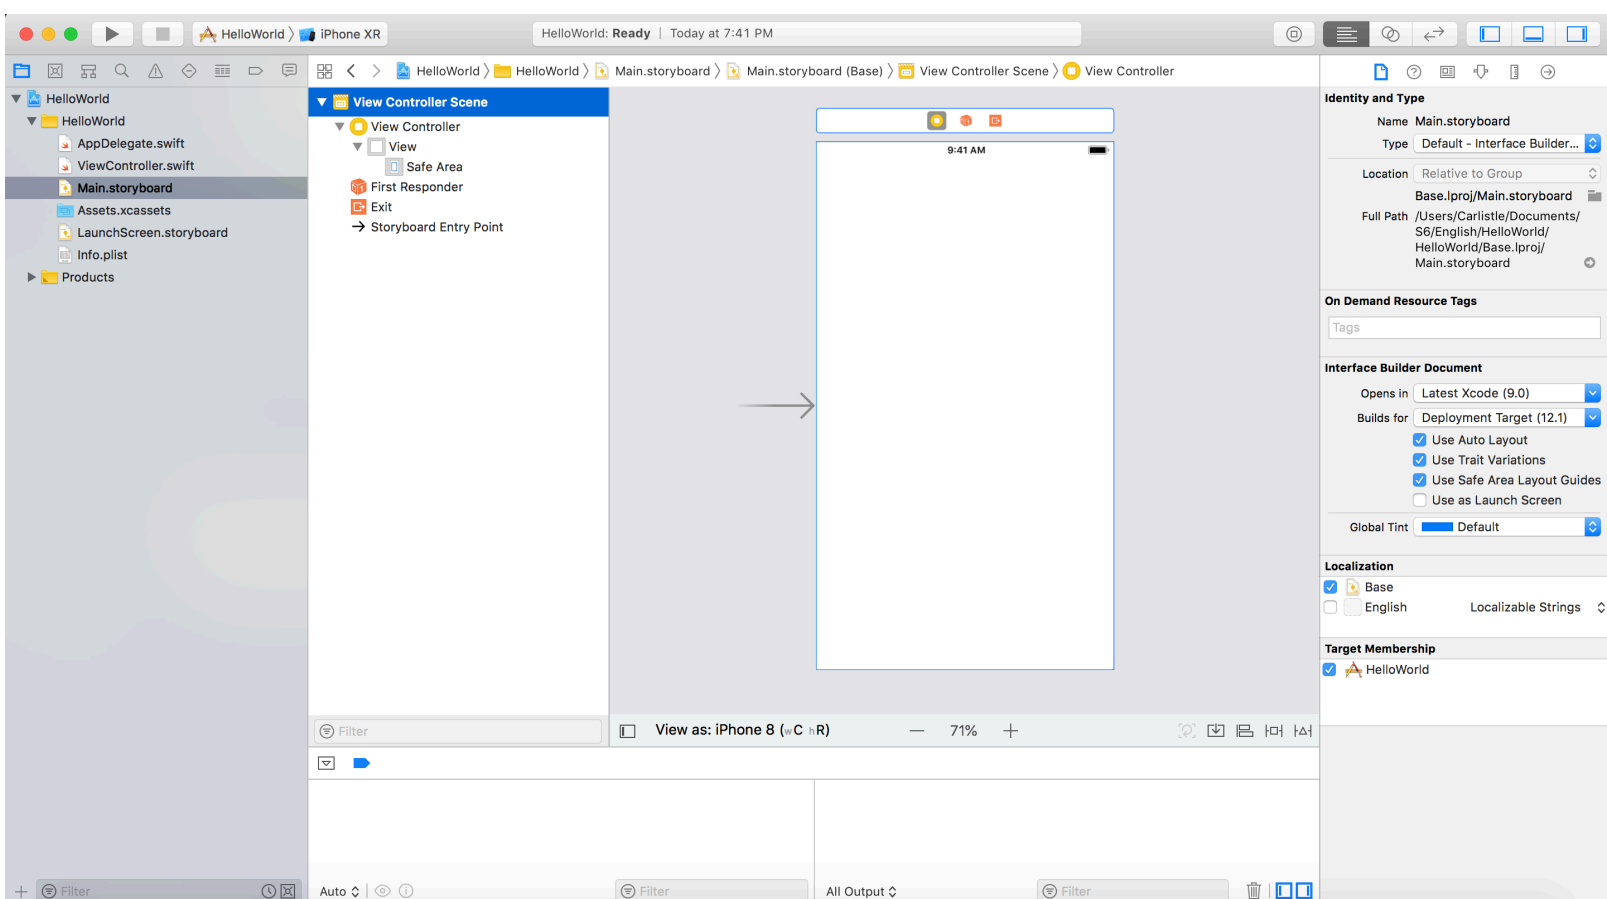 HelloWorld 〉 iPhone XR
HelloWorld: Ready | Today at 7:41 PM
HelloWorld 〉 HelloWorld 〉 Main.storyboard 〉 Main.storyboard (Base) 〉 View Controller Scene 〉 View Controller
HelloWorld
HelloWorld
AppDelegate.swift
ViewController.swift
Main.storyboard
Assets.xcassets
LaunchScreen.storyboard
Info.plist
Products
Filter
View Controller Scene
View Controller
View
Safe Area
First Responder
Exit
Storyboard Entry Point
Filter
9:41 AM
View as: iPhone 8 (wC hR)
71%
Auto
Filter
All Output
Filter
Identity and Type
Name Main.storyboard
Type Default - Interface Builder...
Location Relative to Group
Base.lproj/Main.storyboard
Full Path /Users/Carlistle/Documents/
S6/English/HelloWorld/
HelloWorld/Base.lproj/
Main.storyboard
On Demand Resource Tags
Tags
Interface Builder Document
Opens in Latest Xcode (9.0)
Builds for Deployment Target (12.1)
Use Auto Layout
Use Trait Variations
Use Safe Area Layout Guides
Use as Launch Screen
Global Tint Default
Localization
Base
English Localizable Strings
Target Membership
HelloWorld